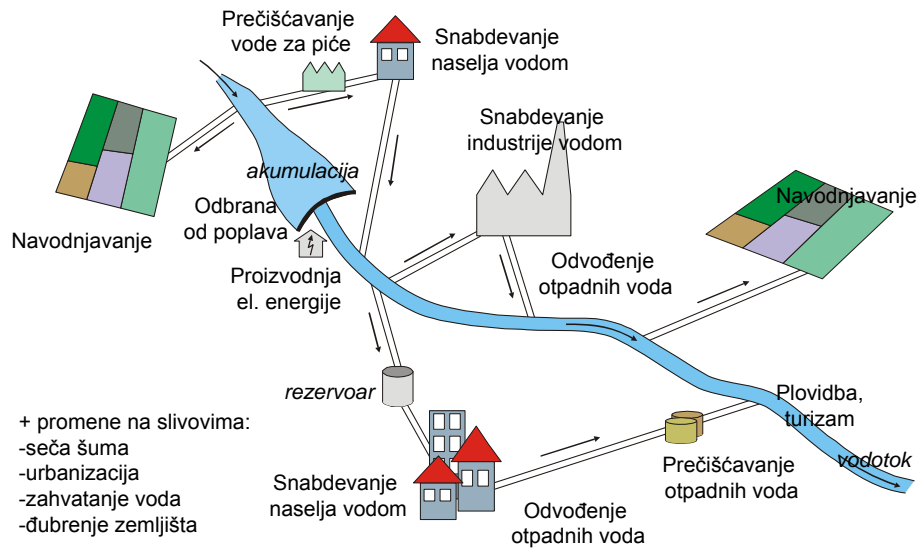 Prečišćavanje
vode za piće
Snabdevanje
naselja vodom
Snabdevanje
industrije vodom
akumulacija
Navodnjavanje
Odbrana
od poplava
Navodnjavanje
Proizvodnja
el. energije
Odvođenje
otpadnih voda
rezervoar
Plovidba,
turizam
+ promene na slivovima:
-seča šuma
-urbanizacija
-zahvatanje voda
-đubrenje zemljišta
Snabdevanje
naselja vodom
Odvođenje
otpadnih voda
Prečišćavanje
otpadnih voda
vodotok